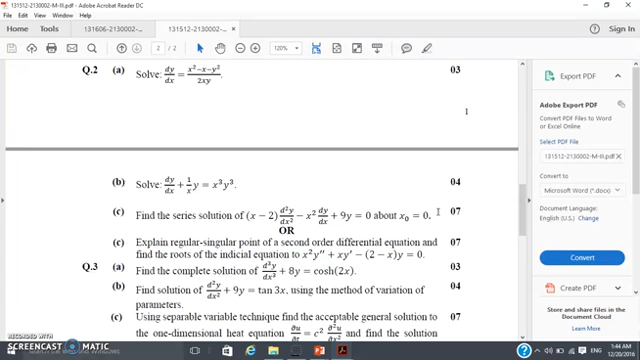 131606-2130002-M-III.pdf - Adobe Acrobat Reader DC
File Edit View Window Help
Home Tools 131606-2130002-M-... 131512-2130002-M-... × Sign In
2 / 2 120%
Q.2 (a) Solve: dy/dx = (x²−x−y²)/2xy. 03
1
(b) Solve: dy/dx + 1/x y = x³y³. 04
(c) Find the series solution of (x − 2) d²y/dx² − x² dy/dx + 9y = 0 about x₀ = 0. 07
OR
(c) Explain regular-singular point of a second order differential equation and 07
find the roots of the indicial equation to x²y″ + xy′ − (2 − x)y = 0.
Q.3 (a) Find the complete solution of d³y/dx³ + 8y = cosh(2x). 03
(b) Find solution of d²y/dx² + 9y = tan 3x, using the method of variation of 04
parameters.
(c) Using separable variable technique find the acceptable general solution 07
to the one-dimensional heat equation ∂u/∂t = c² ∂²u/∂x² and find the solution
Export PDF
Adobe Export PDF
Convert PDF Files to Word
or Excel Online
Select PDF File
131512-2130002-M-III.pdf ×
Convert to
Microsoft Word (*.docx)
Document Language:
English (U.S.) Change
Convert
Create PDF
Store and share files in the
Document Cloud
Learn More
RECORDED WITH
SCREENCAST MATIC
1:44 AM
12/20/2016